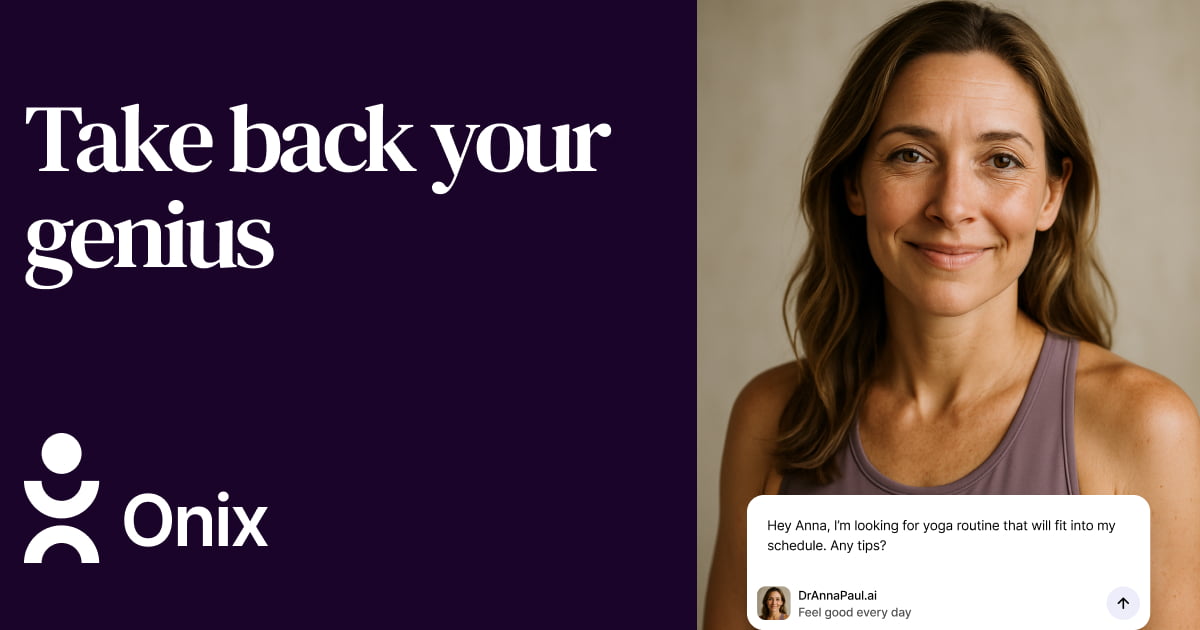 Take back your
genius
Onix
Hey Anna, I'm looking for yoga routine that will fit into my
schedule. Any tips?
DrAnnaPaul.ai
Feel good every day